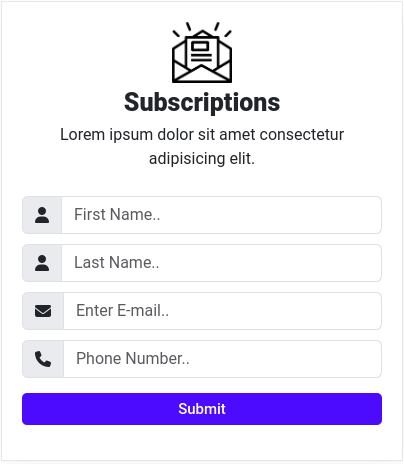 Subscriptions
Lorem ipsum dolor sit amet consectetur
adipisicing elit.
First Name..
Last Name..
Enter E-mail..
Phone Number..
Submit